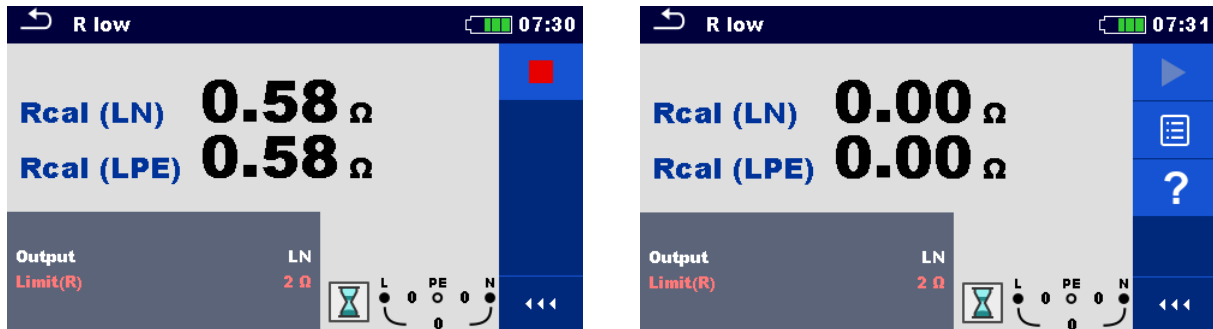 R low 07:30
Rcal (LN) 0.58 Ω
Rcal (LPE) 0.58 Ω
Output LN
Limit(R) 2 Ω
L PE N
0 0
0
R low 07:31
Rcal (LN) 0.00 Ω
Rcal (LPE) 0.00 Ω
?
Output LN
Limit(R) 2 Ω
L PE N
0 0
0